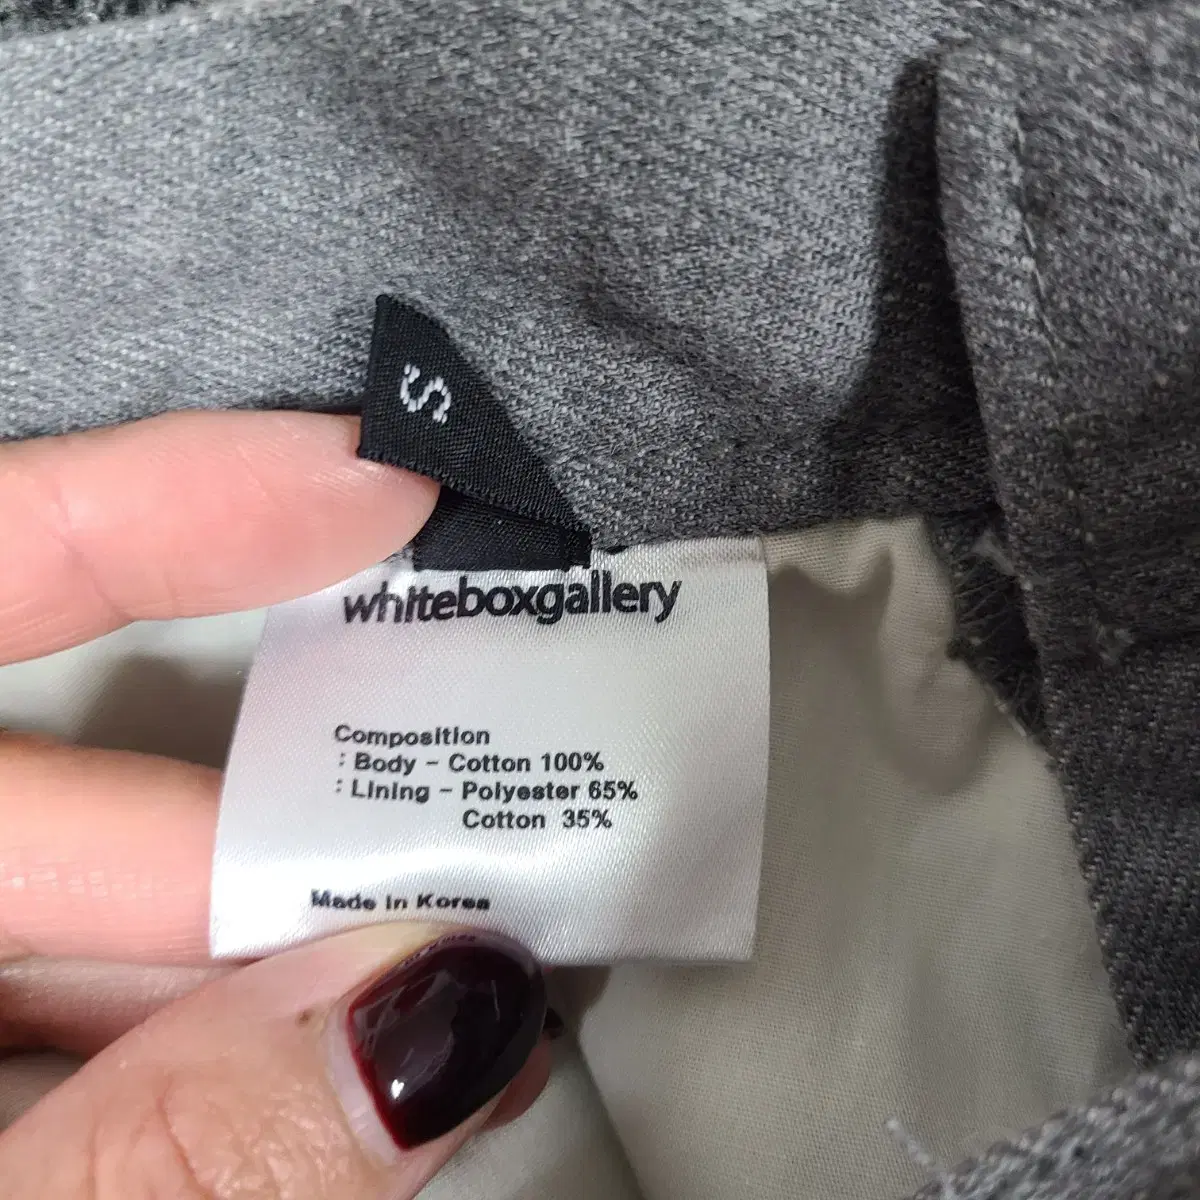 S
whiteboxgallery
Composition
: Body - Cotton 100%
: Lining - Polyester 65%
Cotton 35%
Made in Korea